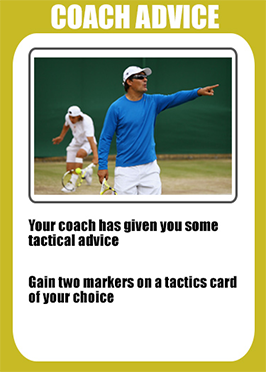 COACH ADVICE
Your coach has given you some
tactical advice
Gain two markers on a tactics card
of your choice